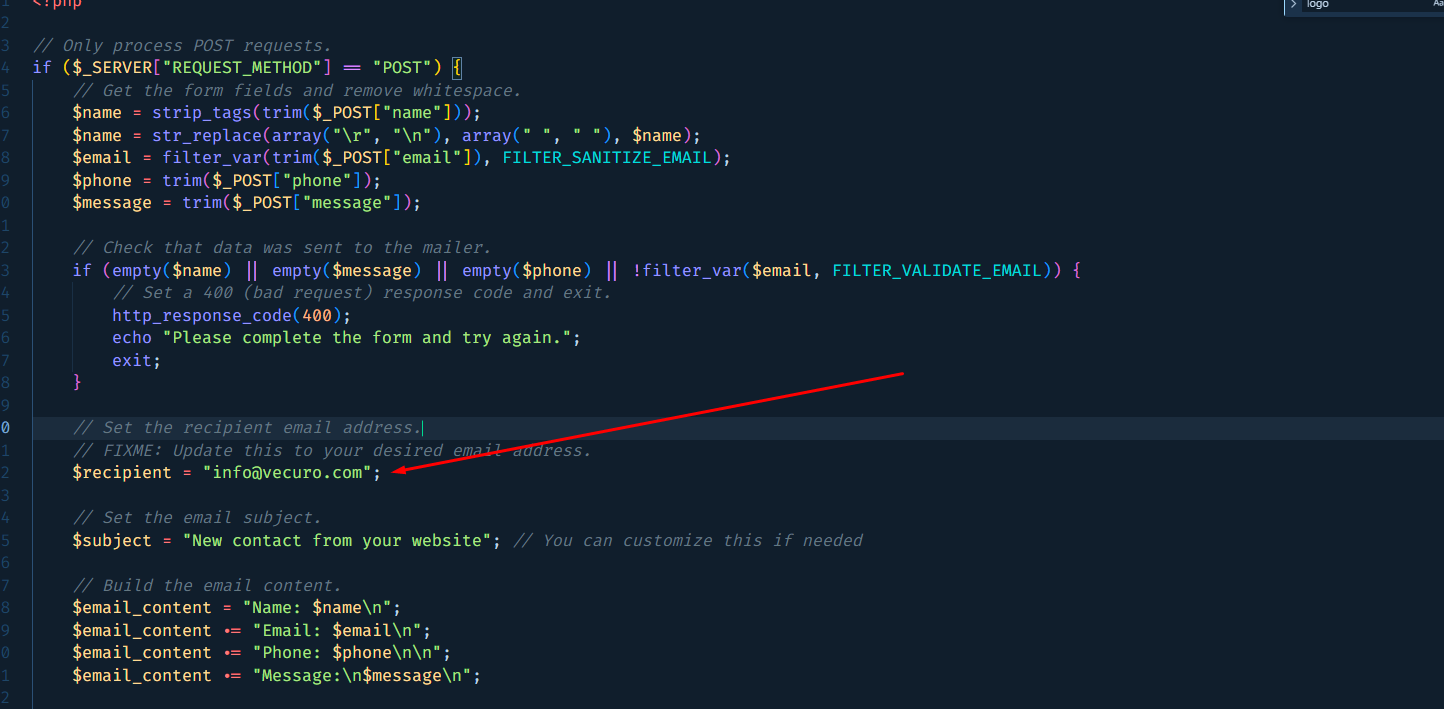 1 <?php logo Aa
2
3 // Only process POST requests.
4 if ($_SERVER["REQUEST_METHOD"] == "POST") {
5 // Get the form fields and remove whitespace.
6 $name = strip_tags(trim($_POST["name"]));
7 $name = str_replace(array("\r", "\n"), array(" ", " "), $name);
8 $email = filter_var(trim($_POST["email"]), FILTER_SANITIZE_EMAIL);
9 $phone = trim($_POST["phone"]);
0 $message = trim($_POST["message"]);
1
2 // Check that data was sent to the mailer.
3 if (empty($name) || empty($message) || empty($phone) || !filter_var($email, FILTER_VALIDATE_EMAIL)) {
4 // Set a 400 (bad request) response code and exit.
5 http_response_code(400);
6 echo "Please complete the form and try again.";
7 exit;
8 }
9
0 // Set the recipient email address.
1 // FIXME: Update this to your desired email address.
2 $recipient = "info@vecuro.com";
3
4 // Set the email subject.
5 $subject = "New contact from your website"; // You can customize this if needed
6
7 // Build the email content.
8 $email_content = "Name: $name\n";
9 $email_content .= "Email: $email\n";
0 $email_content .= "Phone: $phone\n\n";
1 $email_content .= "Message:\n$message\n";
2